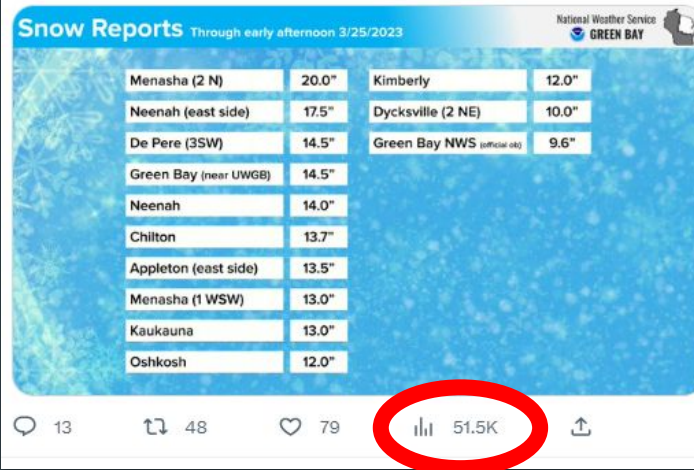 Snow Reports Through early afternoon 3/25/2023
National Weather Service
GREEN BAY
Menasha (2 N) 20.0"
Neenah (east side) 17.5"
De Pere (3SW) 14.5"
Green Bay (near UWGB) 14.5"
Neenah 14.0"
Chilton 13.7"
Appleton (east side) 13.5"
Menasha (1 WSW) 13.0"
Kaukauna 13.0"
Oshkosh 12.0"
Kimberly 12.0"
Dycksville (2 NE) 10.0"
Green Bay NWS (official ob) 9.6"
13 48 79 51.5K